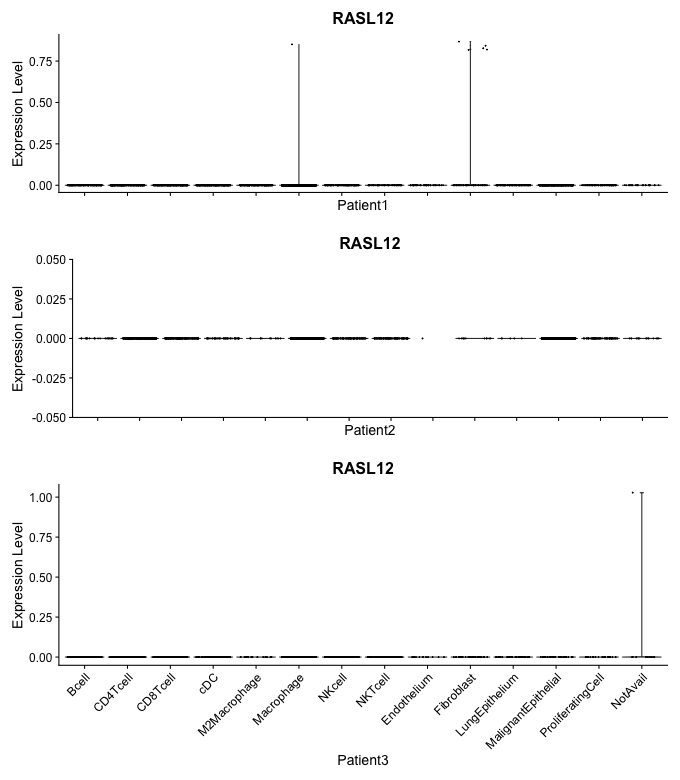 RASL12
Expression Level
0.75
0.50
0.25
0.00
Patient1
RASL12
Expression Level
0.050
0.025
0.000
-0.025
-0.050
Patient2
RASL12
Expression Level
1.00
0.75
0.50
0.25
0.00
Bcell
CD4Tcell
CD8Tcell
cDC
M2Macrophage
Macrophage
NKcell
NKTcell
Endothelium
Fibroblast
LungEpithelium
MalignantEpithelial
ProliferatingCell
NotAvail
Patient3